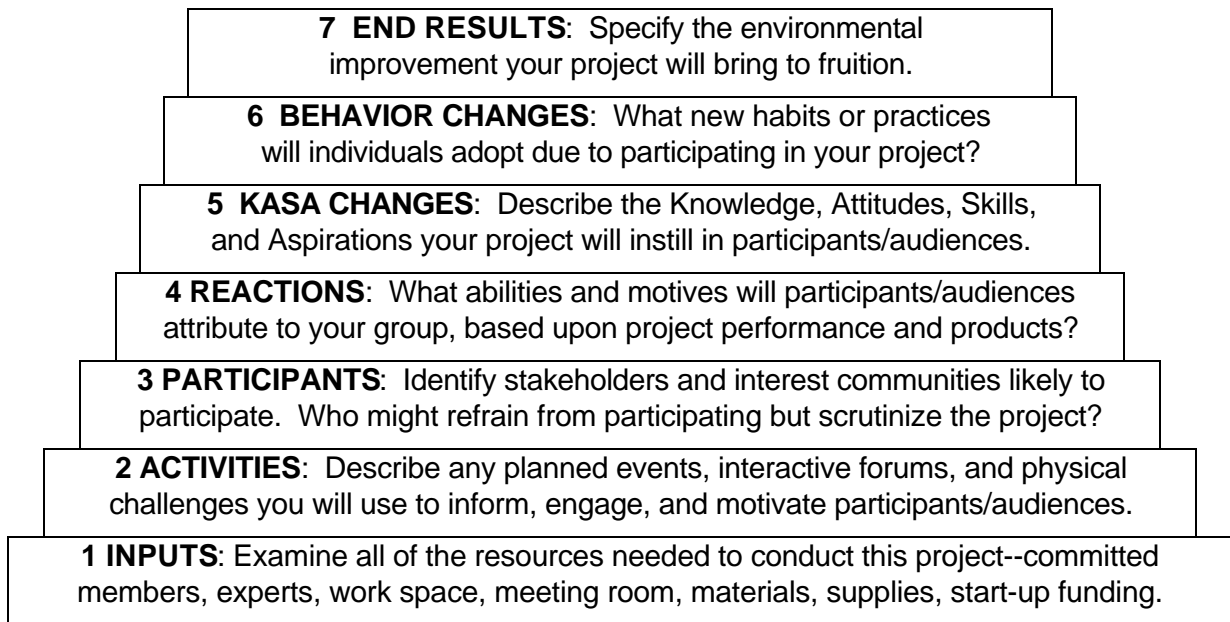 7 END RESULTS: Specify the environmental
improvement your project will bring to fruition.
6 BEHAVIOR CHANGES: What new habits or practices
will individuals adopt due to participating in your project?
5 KASA CHANGES: Describe the Knowledge, Attitudes, Skills,
and Aspirations your project will instill in participants/audiences.
4 REACTIONS: What abilities and motives will participants/audiences
attribute to your group, based upon project performance and products?
3 PARTICIPANTS: Identify stakeholders and interest communities likely to
participate. Who might refrain from participating but scrutinize the project?
2 ACTIVITIES: Describe any planned events, interactive forums, and physical
challenges you will use to inform, engage, and motivate participants/audiences.
1 INPUTS: Examine all of the resources needed to conduct this project--committed
members, experts, work space, meeting room, materials, supplies, start-up funding.